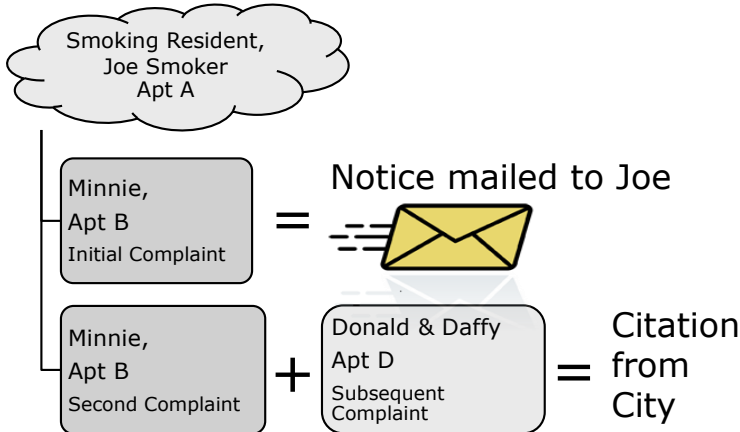 Smoking Resident,
Joe Smoker
Apt A
Minnie,
Apt B
Initial Complaint
=
Notice mailed to Joe
Minnie,
Apt B
Second Complaint
+
Donald & Daffy
Apt D
Subsequent
Complaint
=
Citation
from
City